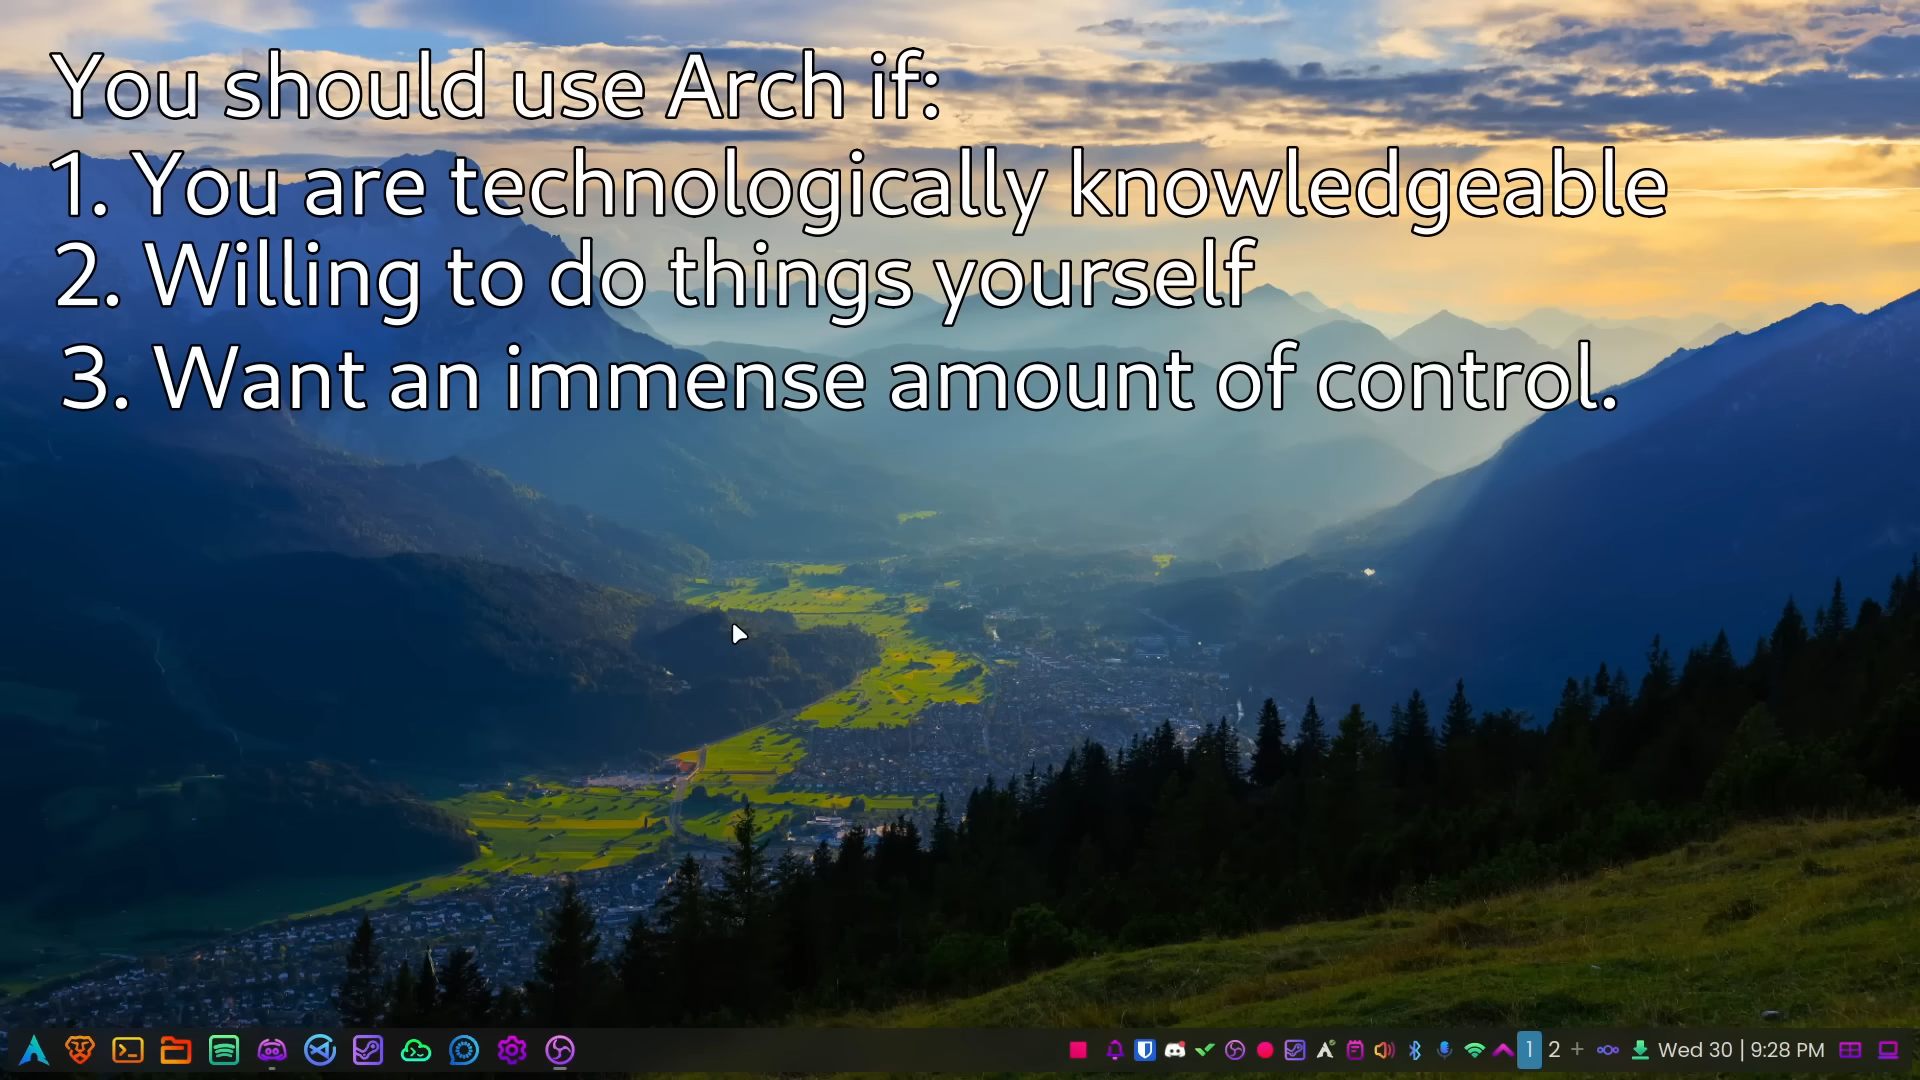 You should use Arch if:
1. You are technologically knowledgeable
2. Willing to do things yourself
3. Want an immense amount of control.
1 2 + Wed 30 | 9:28 PM